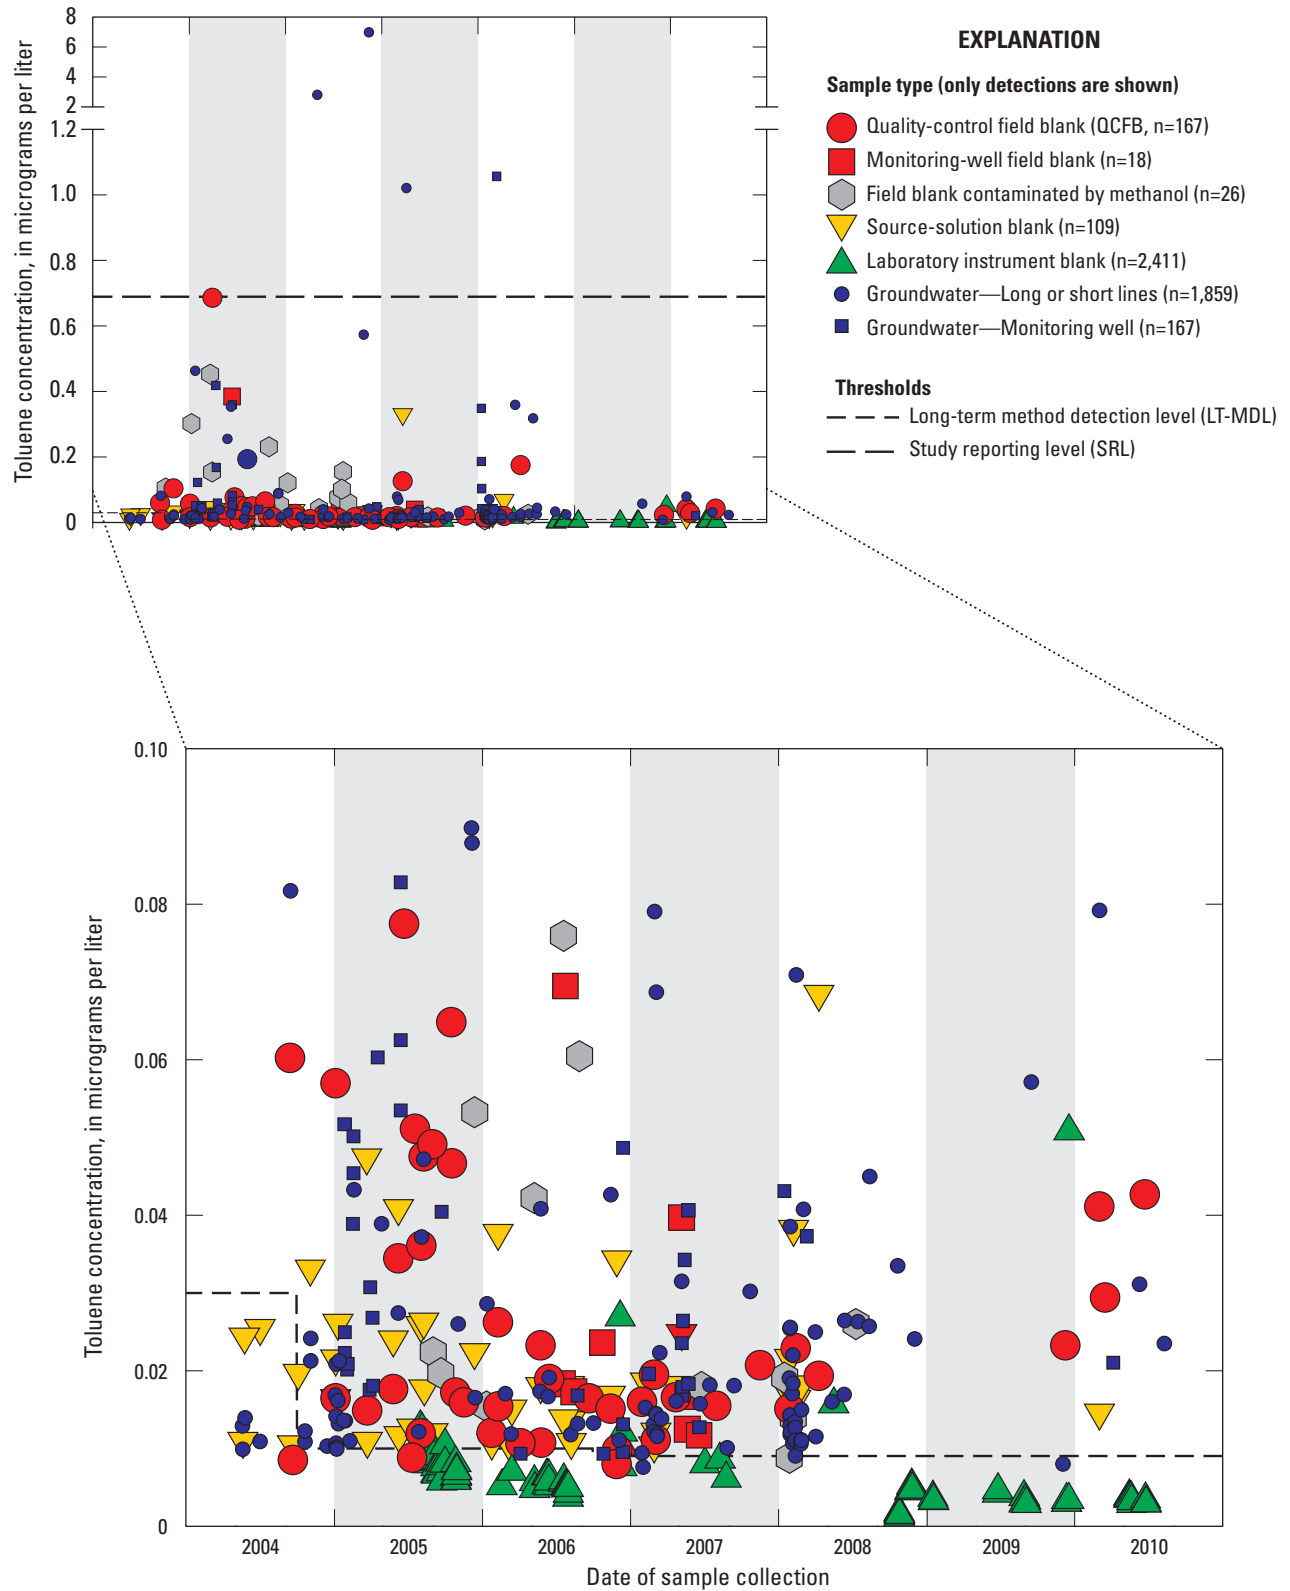 8
6
4
2
1.2
1.0
0.8
0.6
0.4
0.2
0
Toluene concentration, in micrograms per liter
EXPLANATION
Sample type (only detections are shown)
Quality-control field blank (QCFB, n=167)
Monitoring-well field blank (n=18)
Field blank contaminated by methanol (n=26)
Source-solution blank (n=109)
Laboratory instrument blank (n=2,411)
Groundwater—Long or short lines (n=1,859)
Groundwater—Monitoring well (n=167)
Thresholds
Long-term method detection level (LT-MDL)
Study reporting level (SRL)
0.10
0.08
0.06
0.04
0.02
0
Toluene concentration, in micrograms per liter
2004 2005 2006 2007 2008 2009 2010
Date of sample collection